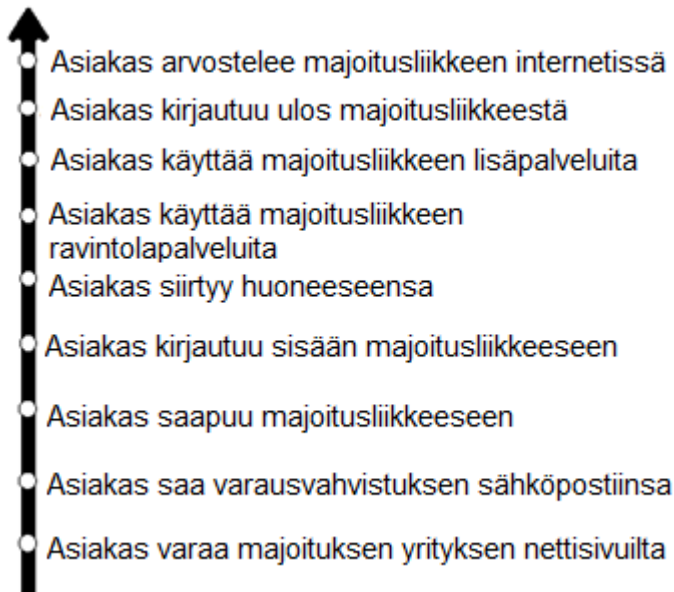 Asiakas arvostelee majoitusliikkeen internetissä
Asiakas kirjautuu ulos majoitusliikkeestä
Asiakas käyttää majoitusliikkeen lisäpalveluita
Asiakas käyttää majoitusliikkeen
ravintolapalveluita
Asiakas siirtyy huoneeseensa
Asiakas kirjautuu sisään majoitusliikkeeseen
Asiakas saapuu majoitusliikkeeseen
Asiakas saa varausvahvistuksen sähköpostiinsa
Asiakas varaa majoituksen yrityksen nettisivuilta